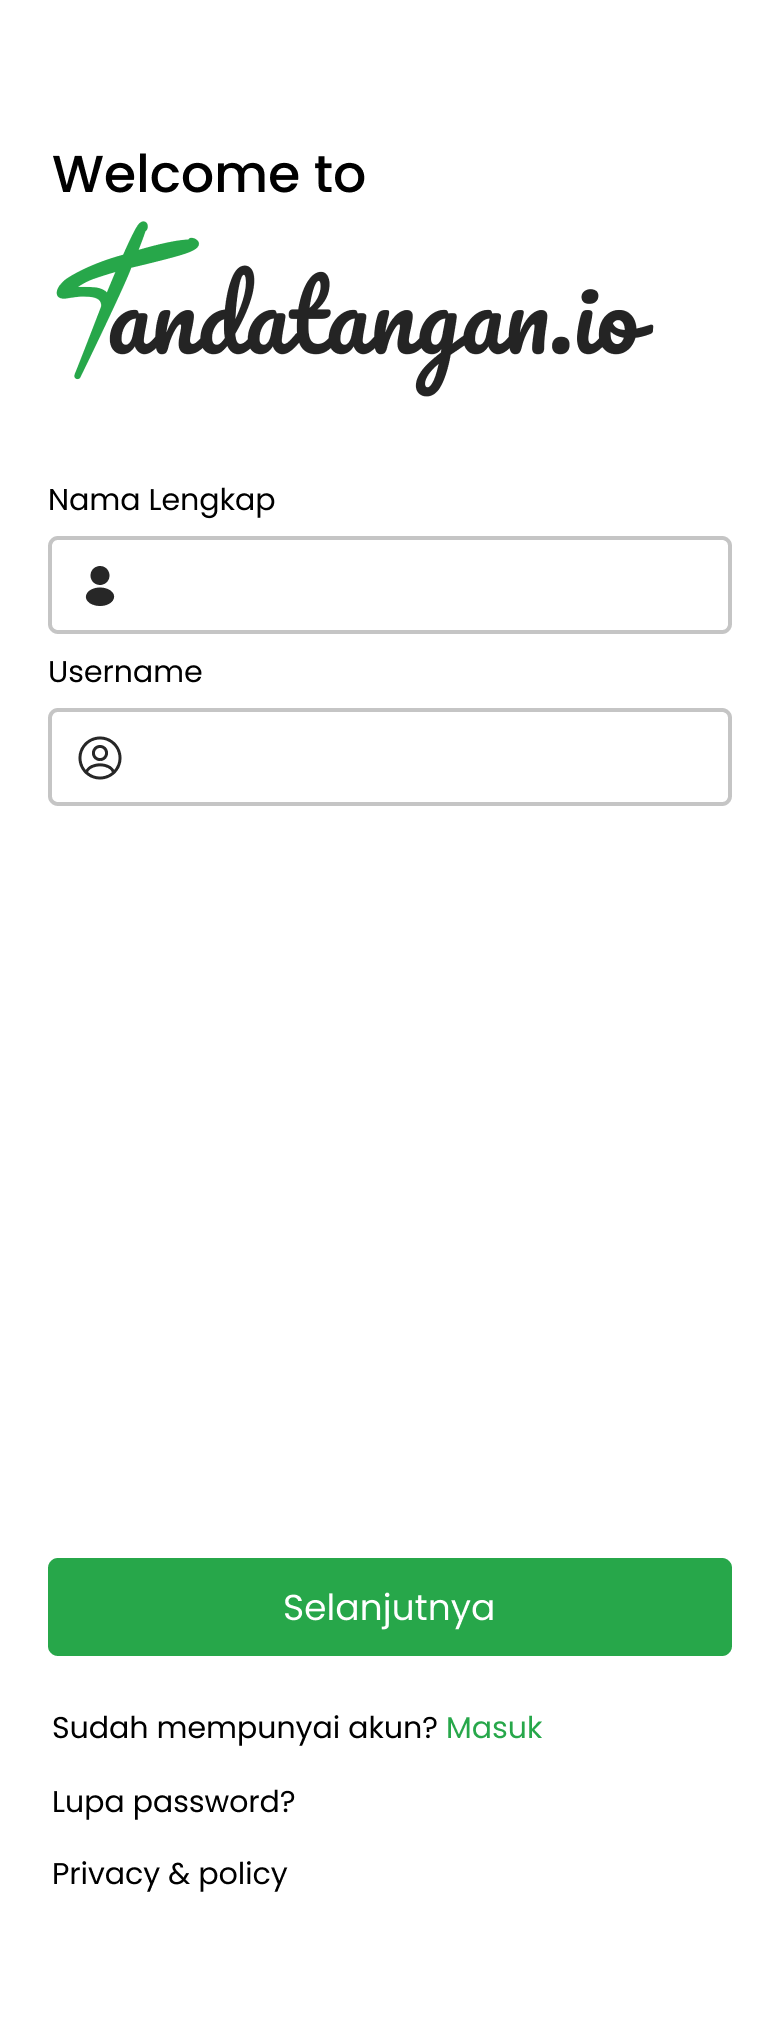 Welcome to
Tandatangan.io
Nama Lengkap
Username
Selanjutnya
Sudah mempunyai akun? Masuk
Lupa password?
Privacy & policy